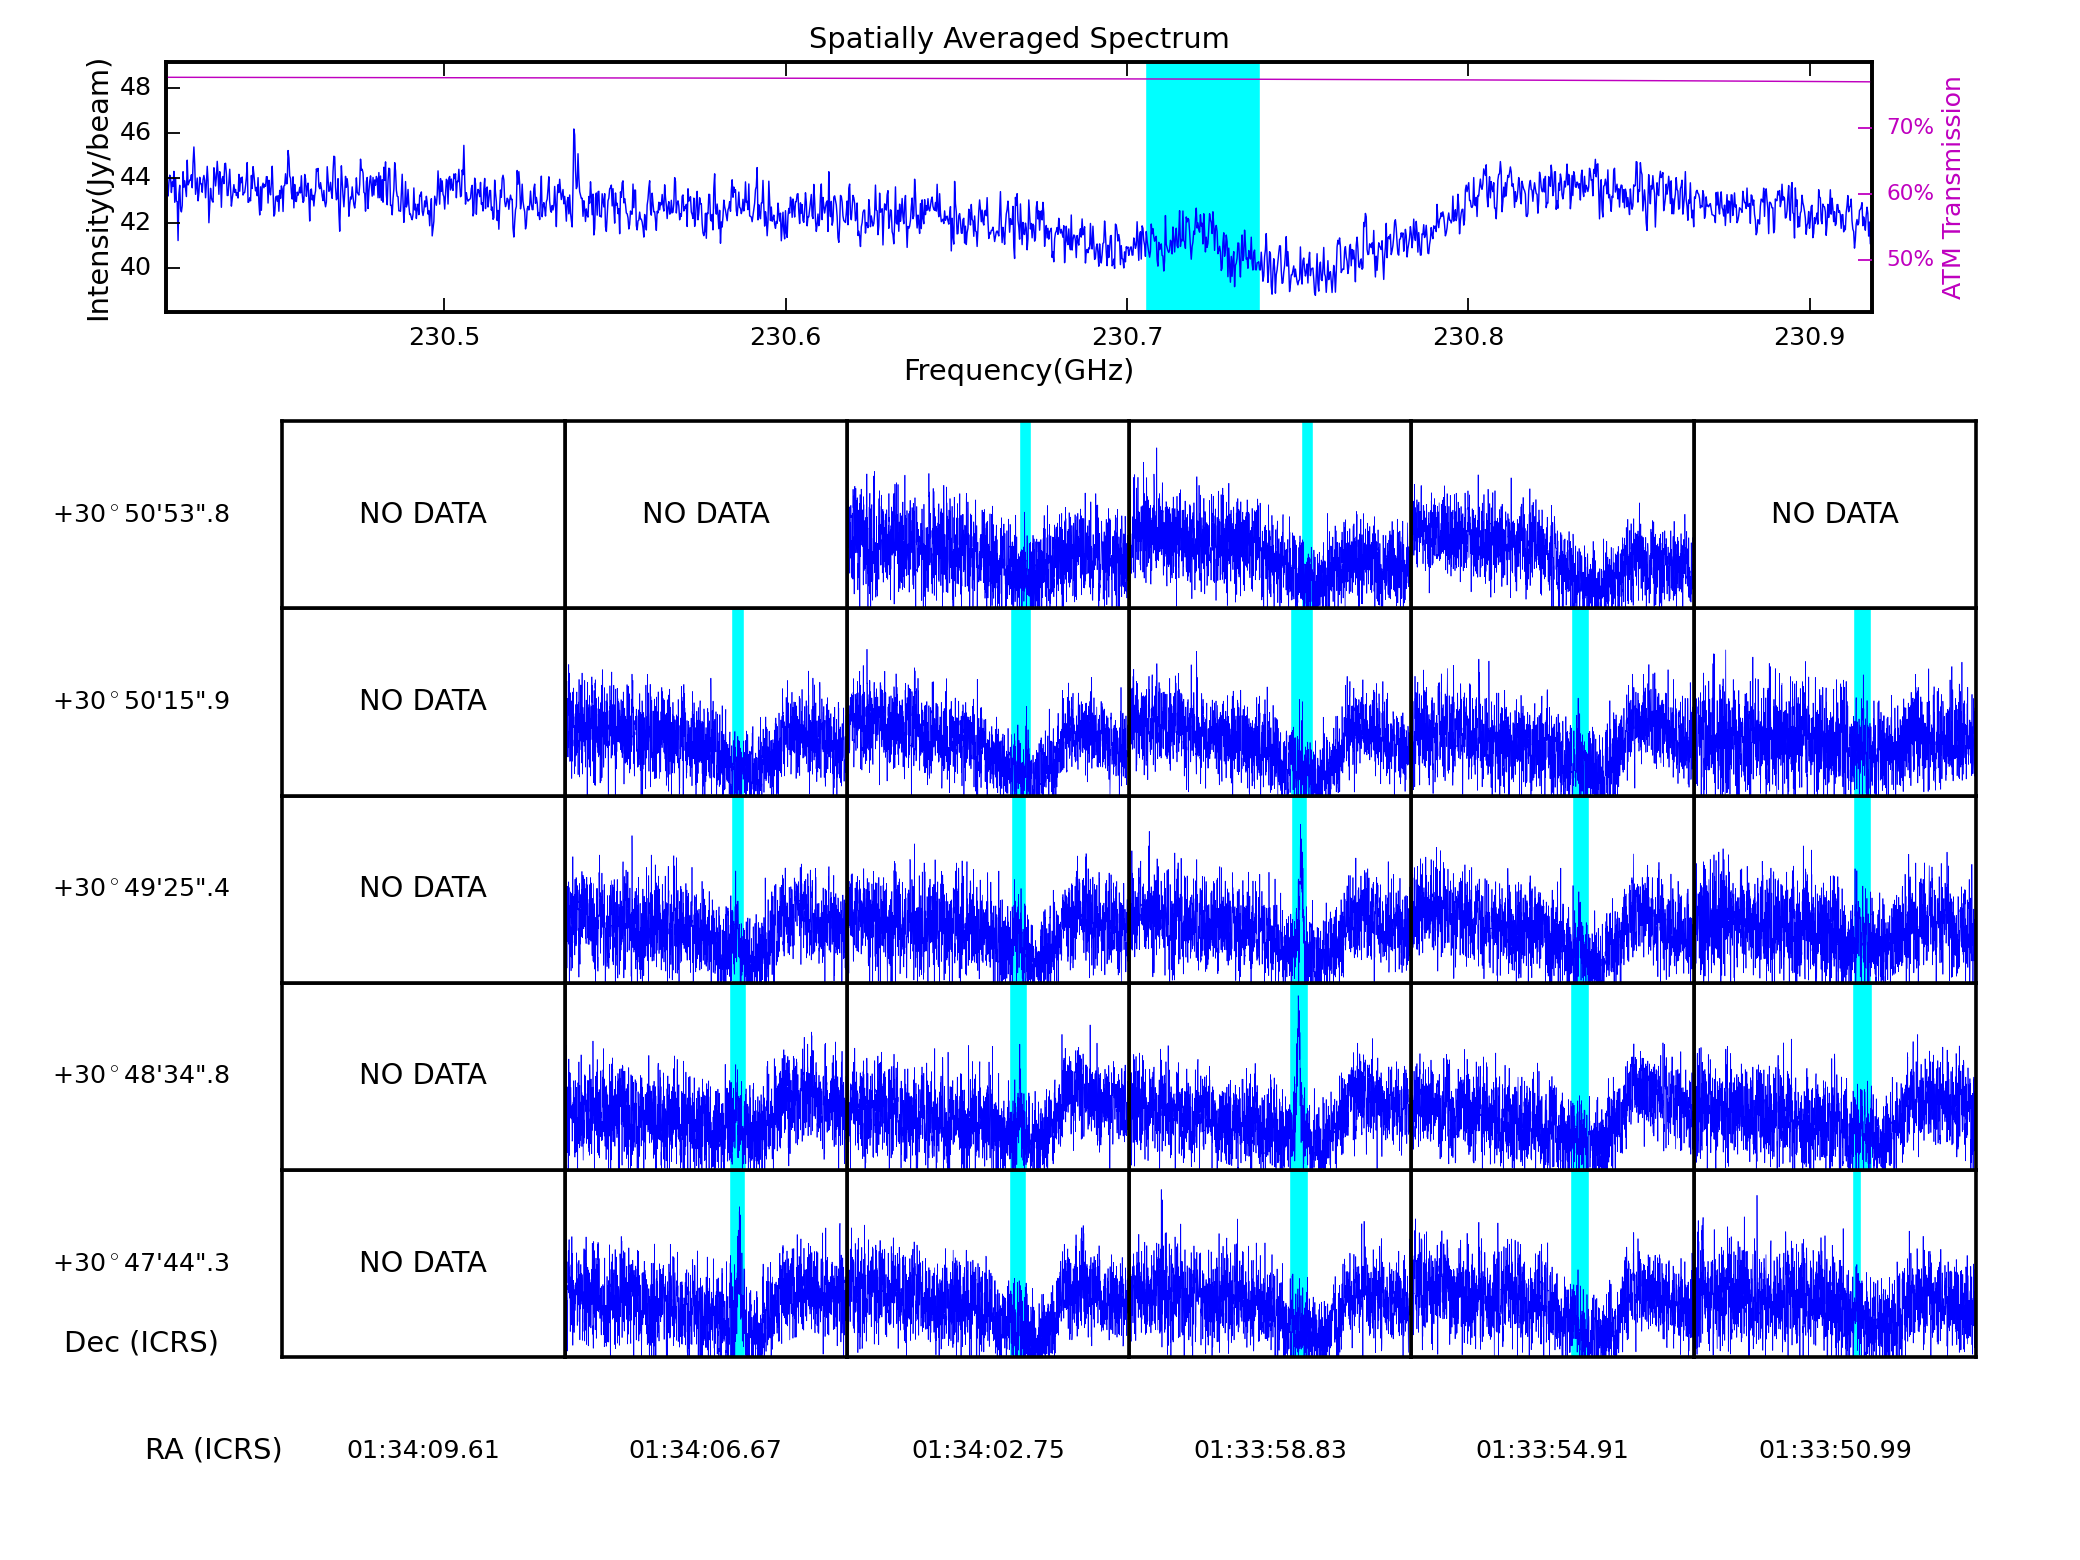 Spatially Averaged Spectrum
Intensity(Jy/beam)
48
46
44
42
40
70%
60%
50%
ATM Transmission
230.5 230.6 230.7 230.8 230.9
Frequency(GHz)
+30°50'53".8 NO DATA NO DATA NO DATA
+30°50'15".9 NO DATA
+30°49'25".4 NO DATA
+30°48'34".8 NO DATA
+30°47'44".3 NO DATA
Dec (ICRS)
RA (ICRS) 01:34:09.61 01:34:06.67 01:34:02.75 01:33:58.83 01:33:54.91 01:33:50.99